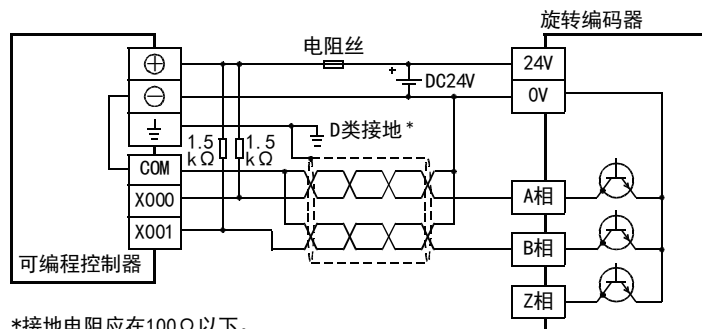 旋转编码器
电阻丝
⊕
24V
+
DC24V
⊖
0V
D类接地*
1.5
kΩ
1.5
kΩ
COM
X000
A相
X001
B相
可编程控制器
Z相
*接地电阻应在100Ω以下。